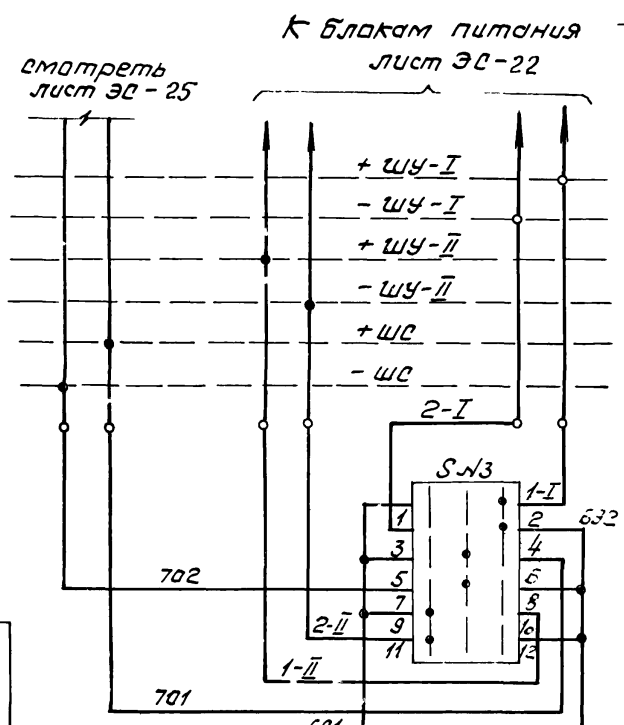 К блокам питания
лист ЭС-22
смотреть
лист ЭС-25
+ ШУ-I
- ШУ-I
+ ШУ-II
- ШУ-II
+ ШС
- ШС
2-I
SN3
1-I
1 2
3 4
702
5 6
7 8
2-II
9 10
11 12
1-II
701